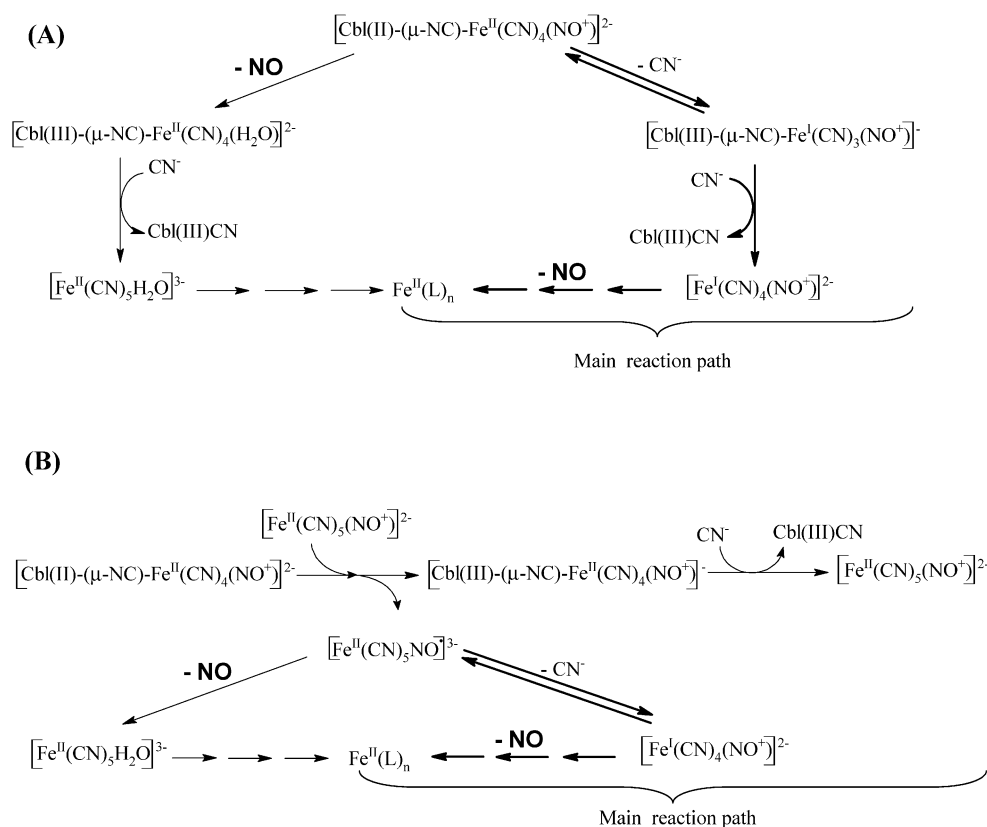 (A)
[Cbl(II)-(μ-NC)-Fe^II(CN)₄(NO⁺)]²⁻
- NO
- CN⁻
[Cbl(III)-(μ-NC)-Fe^II(CN)₄(H₂O)]²⁻
[Cbl(III)-(μ-NC)-Fe^I(CN)₃(NO⁺)]⁻
CN⁻
CN⁻
Cbl(III)CN
Cbl(III)CN
[Fe^II(CN)₅H₂O]³⁻
Fe^II(L)ₙ
- NO
[Fe^I(CN)₄(NO⁺)]²⁻
Main reaction path
(B)
[Fe^II(CN)₅(NO⁺)]²⁻
CN⁻
Cbl(III)CN
[Cbl(II)-(μ-NC)-Fe^II(CN)₄(NO⁺)]²⁻
[Cbl(III)-(μ-NC)-Fe^II(CN)₄(NO⁺)]⁻
[Fe^II(CN)₅(NO⁺)]²⁻
[Fe^II(CN)₅NO•]³⁻
- NO
- CN⁻
[Fe^II(CN)₅H₂O]³⁻
Fe^II(L)ₙ
- NO
[Fe^I(CN)₄(NO⁺)]²⁻
Main reaction path